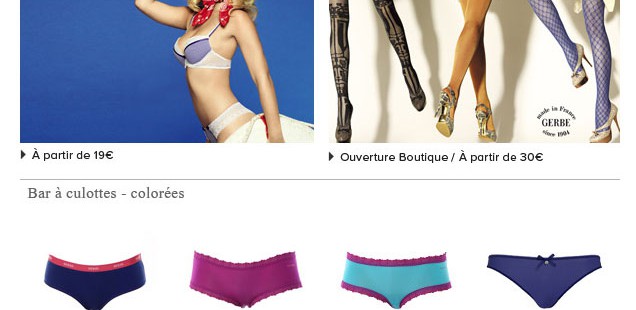 made in France
GERBE
since 1904
À partir de 19€
Ouverture Boutique / À partir de 30€
Bar à culottes - colorées